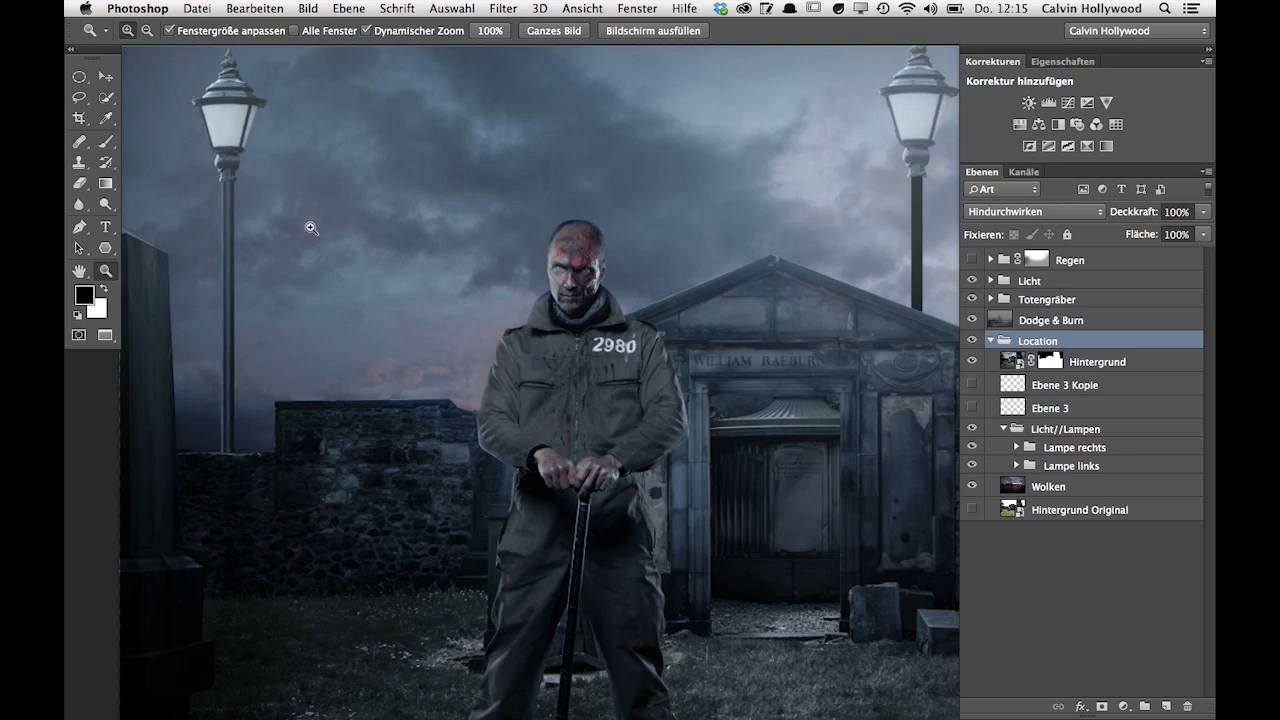 Photoshop Datei Bearbeiten Bild Ebene Schrift Auswahl Filter 3D Ansicht Fenster Hilfe Do. 12:15 Calvin Hollywood
Fenstergröße anpassen Alle Fenster Dynamischer Zoom 100% Ganzes Bild Bildschirm ausfüllen Calvin Hollywood
Korrekturen Eigenschaften
Korrektur hinzufügen
Ebenen Kanäle
Art
Hindurchwirken Deckkraft: 100%
Fixieren: Fläche: 100%
Regen
Licht
Totengräber
Dodge & Burn
Location
Hintergrund
Ebene 3 Kopie
Ebene 3
Licht//Lampen
Lampe rechts
Lampe links
Wolken
Hintergrund Original
2980
WILLIAM RAEBUR
fx